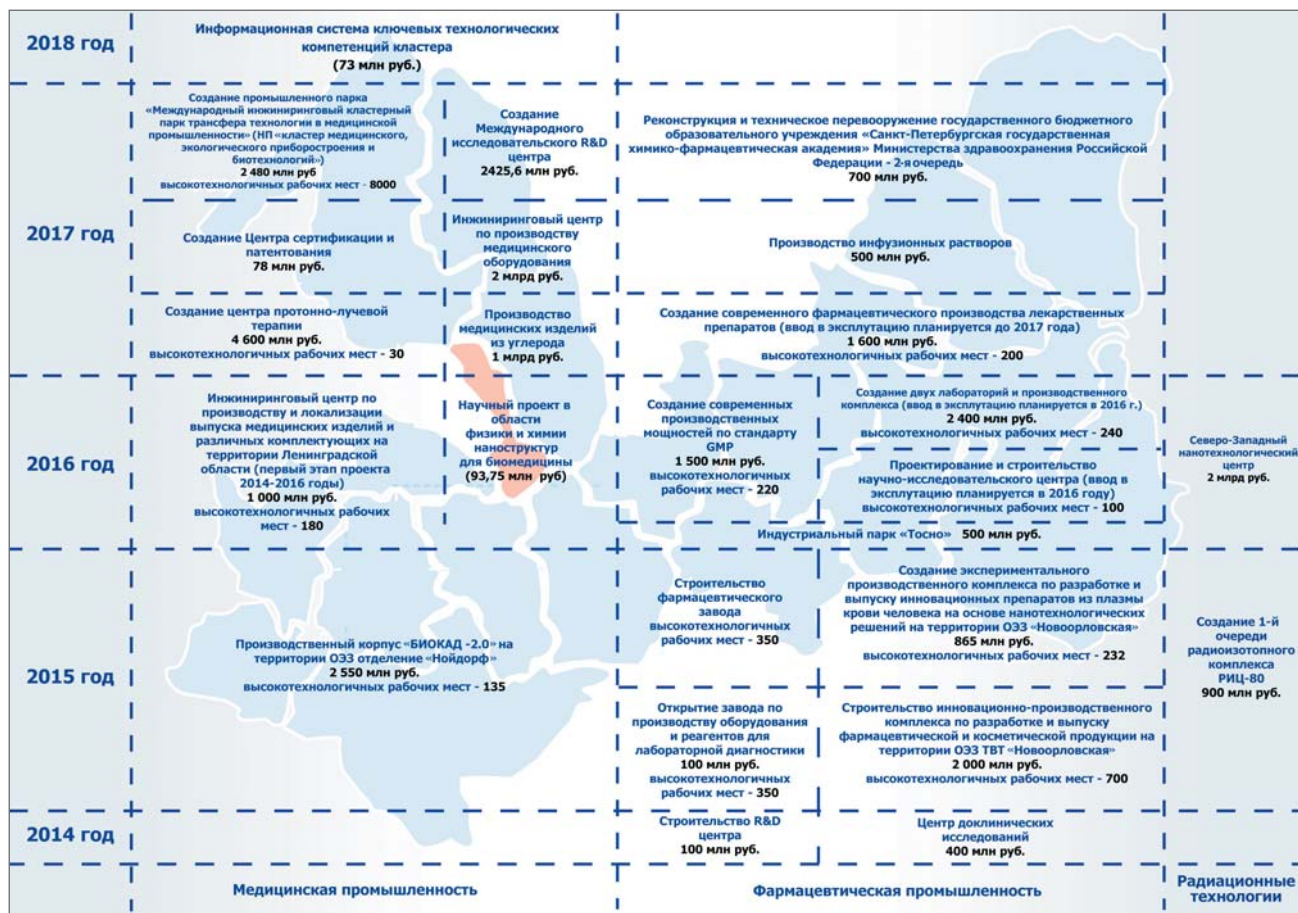 2018 год
Информационная система ключевых технологических
компетенций кластера
(73 млн руб.)
2017 год
Создание промышленного парка
«Международный инжиниринговый кластерный
парк трансфера технологии в медицинской
промышленности» (НП «кластер медицинского,
экологического приборостроения и
биотехнологий»)
2 480 млн руб
высокотехнологичных рабочих мест - 8000
Создание
Международного
исследовательского R&D
центра
2425,6 млн руб.
Реконструкция и техническое перевооружение государственного бюджетного
образовательного учреждения «Санкт-Петербургская государственная
химико-фармацевтическая академия» Министерства здравоохранения Российской
Федерации - 2-я очередь
700 млн руб.
Создание Центра сертификации и
патентования
78 млн руб.
Инжиниринговый центр
по производству
медицинского
оборудования
2 млрд руб.
Производство инфузионных растворов
500 млн руб.
Создание центра протонно-лучевой
терапии
4 600 млн руб.
высокотехнологичных рабочих мест - 30
Производство
медицинских изделий
из углерода
1 млрд руб.
Создание современного фармацевтического производства лекарственных
препаратов (ввод в эксплутацию планируется до 2017 года)
1 600 млн руб.
высокотехнологичных рабочих мест - 200
2016 год
Инжиниринговый центр по
производству и локализации
выпуска медицинских изделий и
различных комплектующих на
территории Ленинградской
области (первый этап проекта
2014-2016 годы)
1 000 млн руб.
высокотехнологичных рабочих
мест - 180
Научный проект в
области
физики и химии
наноструктур
для биомедицины
(93,75 млн руб)
Создание современных
производственных
мощностей по стандарту
GMP
1 500 млн руб.
высокотехнологичных
рабочих мест - 220
Создание двух лабораторий и производственного
комплекса (ввод в эксплутацию планируется в 2016 г.)
2 400 млн руб.
высокотехнологичных рабочих мест - 240
Проектирование и строительство
научно-исследовательского центра (ввод в
эксплутацию планируется в 2016 году)
высокотехнологичных рабочих мест - 100
Индустриальный парк «Тосно» 500 млн руб.
Северо-Западный
нанотехнологический
центр
2 млрд руб.
2015 год
Производственный корпус «БИОКАД -2.0» на
территории ОЭЗ отделение «Нойдорф»
2 550 млн руб.
высокотехнологичных рабочих мест - 135
Строительство
фармацевтического
завода
высокотехнологичных
рабочих мест - 350
Создание экспериментального
производственного комплекса по разработке и
выпуску инновационных препаратов из плазмы
крови человека на основе нанотехнологических
решений на территории ОЭЗ «Новоорловская»
865 млн руб.
высокотехнологичных рабочих мест - 232
Открытие завода по
производству оборудования
и реагентов для
лабораторной диагностики
100 млн руб.
высокотехнологичных
рабочих мест - 350
Строительство инновационно-производственного
комплекса по разработке и выпуску
фармацевтической и косметической продукции на
территории ОЭЗ ТВТ «Новоорловская»
2 000 млн руб.
высокотехнологичных рабочих мест - 700
Создание 1-й
очереди
радиоизотопного
комплекса
РИЦ-80
900 млн руб.
2014 год
Строительство R&D
центра
100 млн руб.
Центр доклинических
исследований
400 млн руб.
Медицинская промышленность
Фармацевтическая промышленность
Радиационные
технологии